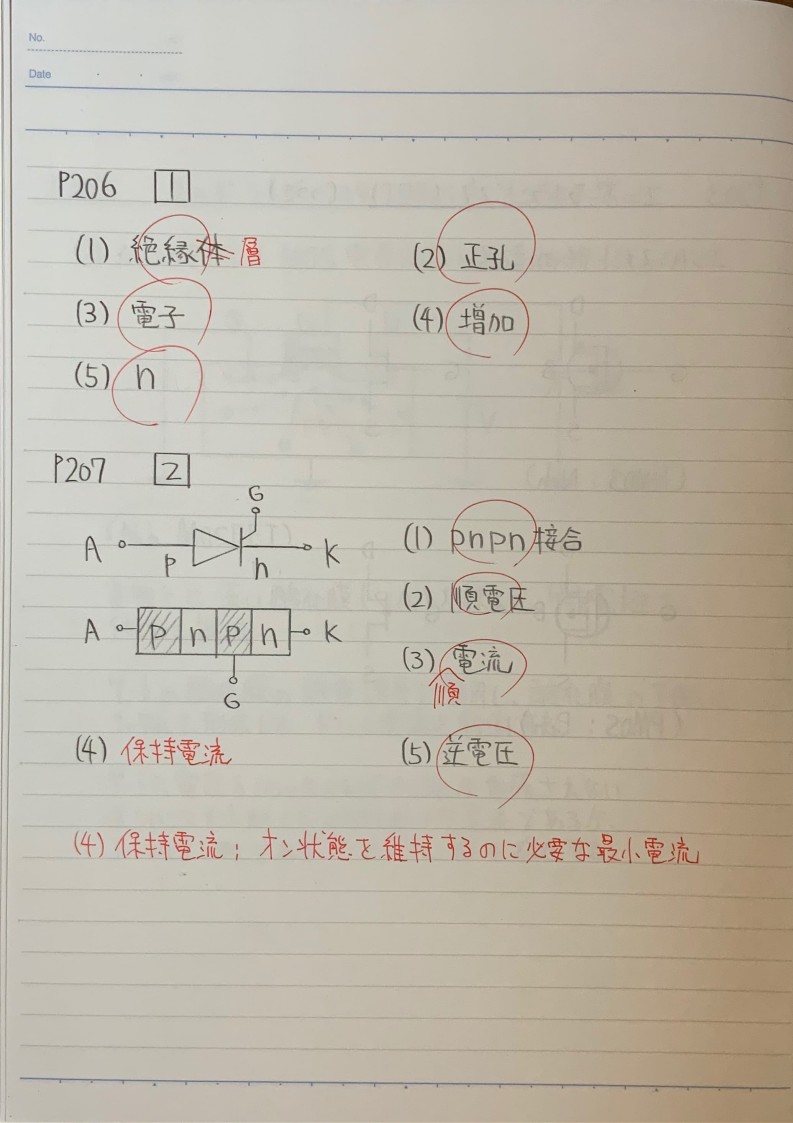 No.
Date
P206 1
(1) 絶縁体 層 (2) 正孔
(3) 電子 (4) 増加
(5) n
P207 2
G
A p n K
(1) pnpn接合
(2) 順電圧
A p n p n K
G
(3) 電流
順
(4) 保持電流 (5) 逆電圧
(4) 保持電流; オン状態を維持するのに必要な最小電流